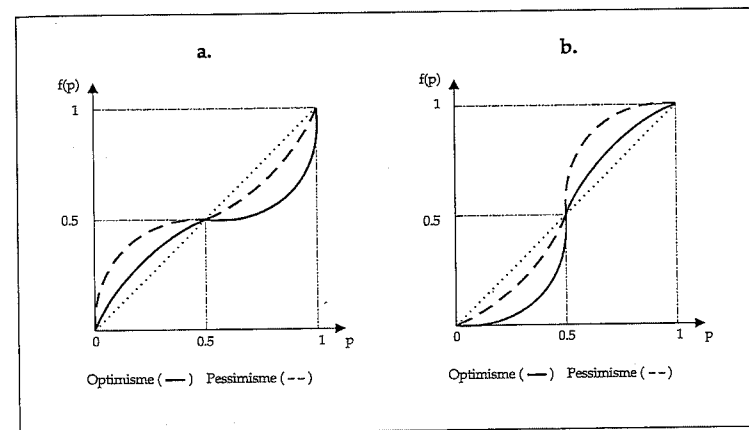 a.
f(p)
1
0.5
0
0.5
1
p
Optimisme (—) Pessimisme (--)
b.
f(p)
1
0.5
0
0.5
1
p
Optimisme (—) Pessimisme (--)